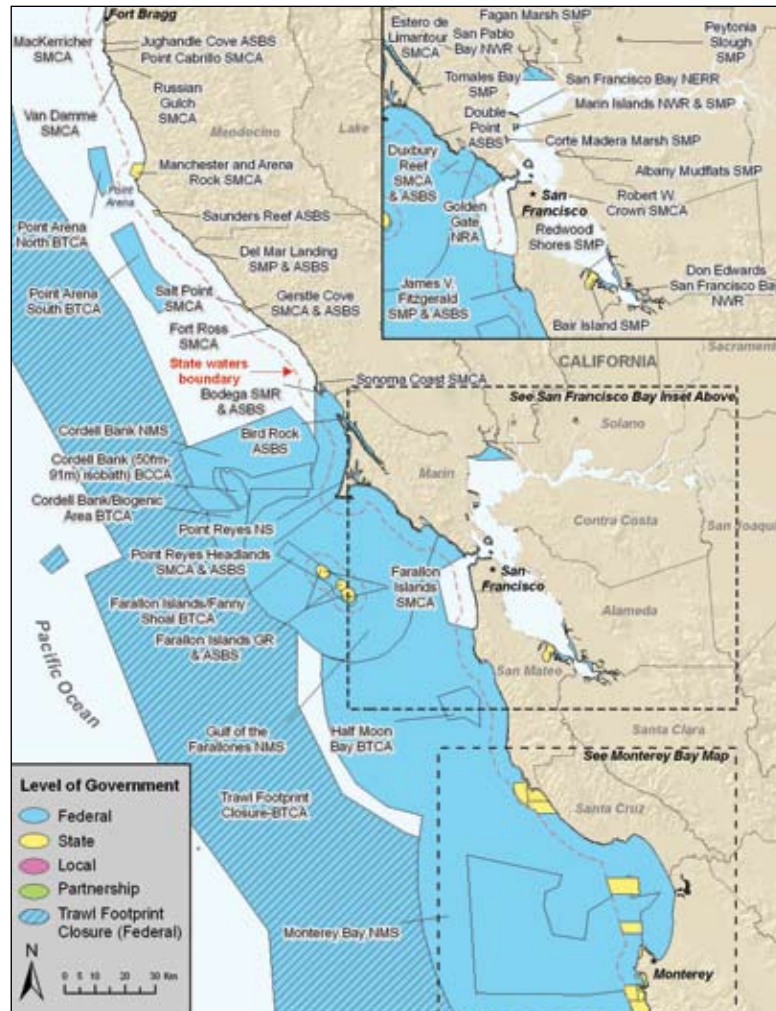 Fort Bragg
MacKerricher
SMCA
Jughandle Cove ASBS
Point Cabrillo SMCA
Russian
Gulch
SMCA
Van Damme
SMCA
Mendocino
Lake
Manchester and Arena
Rock SMCA
Point
Arena
Point Arena
North BTCA
Saunders Reef ASBS
Del Mar Landing
SMP & ASBS
Point Arena
South BTCA
Salt Point
SMCA
Gerstle Cove
SMCA & ASBS
Fort Ross
SMCA
State waters
boundary
Sonoma Coast SMCA
Bodega SMR
& ASBS
Bird Rock
ASBS
Cordell Bank NMS
Cordell Bank (50fm-
91m) isobath) BCCA
Cordell Bank/Biogenic
Area BTCA
Point Reyes NS
Point Reyes Headlands
SMCA & ASBS
Farallon Islands/Fanny
Shoal BTCA
Farallon Islands GR
& ASBS
Farallon
Islands
SMCA
Gulf of the
Farallones NMS
Half Moon
Bay BTCA
Trawl Footprint
Closure-BTCA
Monterey Bay NMS
Pacific Ocean
Estero de
Limantour
SMCA
San Pablo
Bay NWR
Fagan Marsh SMP
Peytonia
Slough
SMP
Tomales Bay
SMP
San Francisco Bay NERR
Double
Point
ASBS
Marin Islands NWR & SMP
Corte Madera Marsh SMP
Duxbury
Reef
SMCA
& ASBS
Albany Mudflats SMP
San
Francisco
Robert W.
Crown SMCA
Golden
Gate
NRA
Redwood
Shores SMP
Don Edwards
San Francisco Bay
NWR
James V.
Fitzgerald
SMP & ASBS
Bair Island SMP
CALIFORNIA
Sacramento
See San Francisco Bay Inset Above
Solano
Marin
Contra Costa
San Joaquin
San
Francisco
Alameda
San Mateo
Santa Clara
See Monterey Bay Map
Santa Cruz
Monterey
Level of Government
Federal
State
Local
Partnership
Trawl Footprint
Closure (Federal)
N
0 5 10 20 30 Km